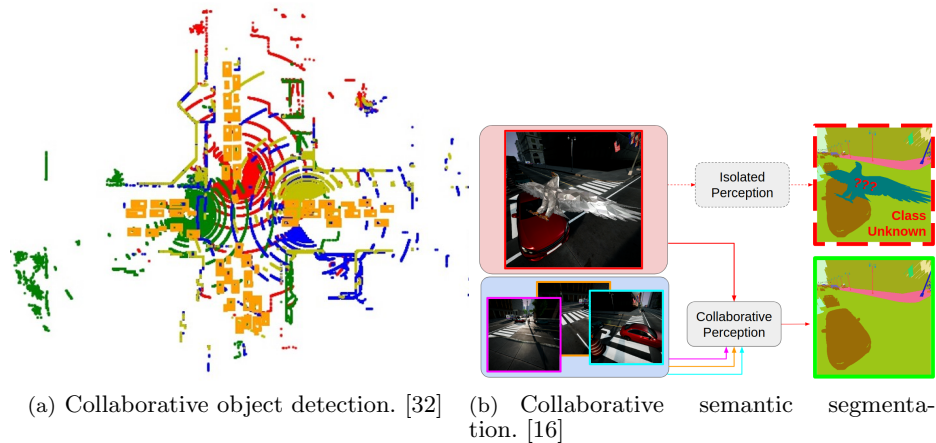 Isolated
Perception
???
Class
Unknown
Collaborative
Perception
(a) Collaborative object detection. [32]
(b) Collaborative semantic segmenta-
tion. [16]